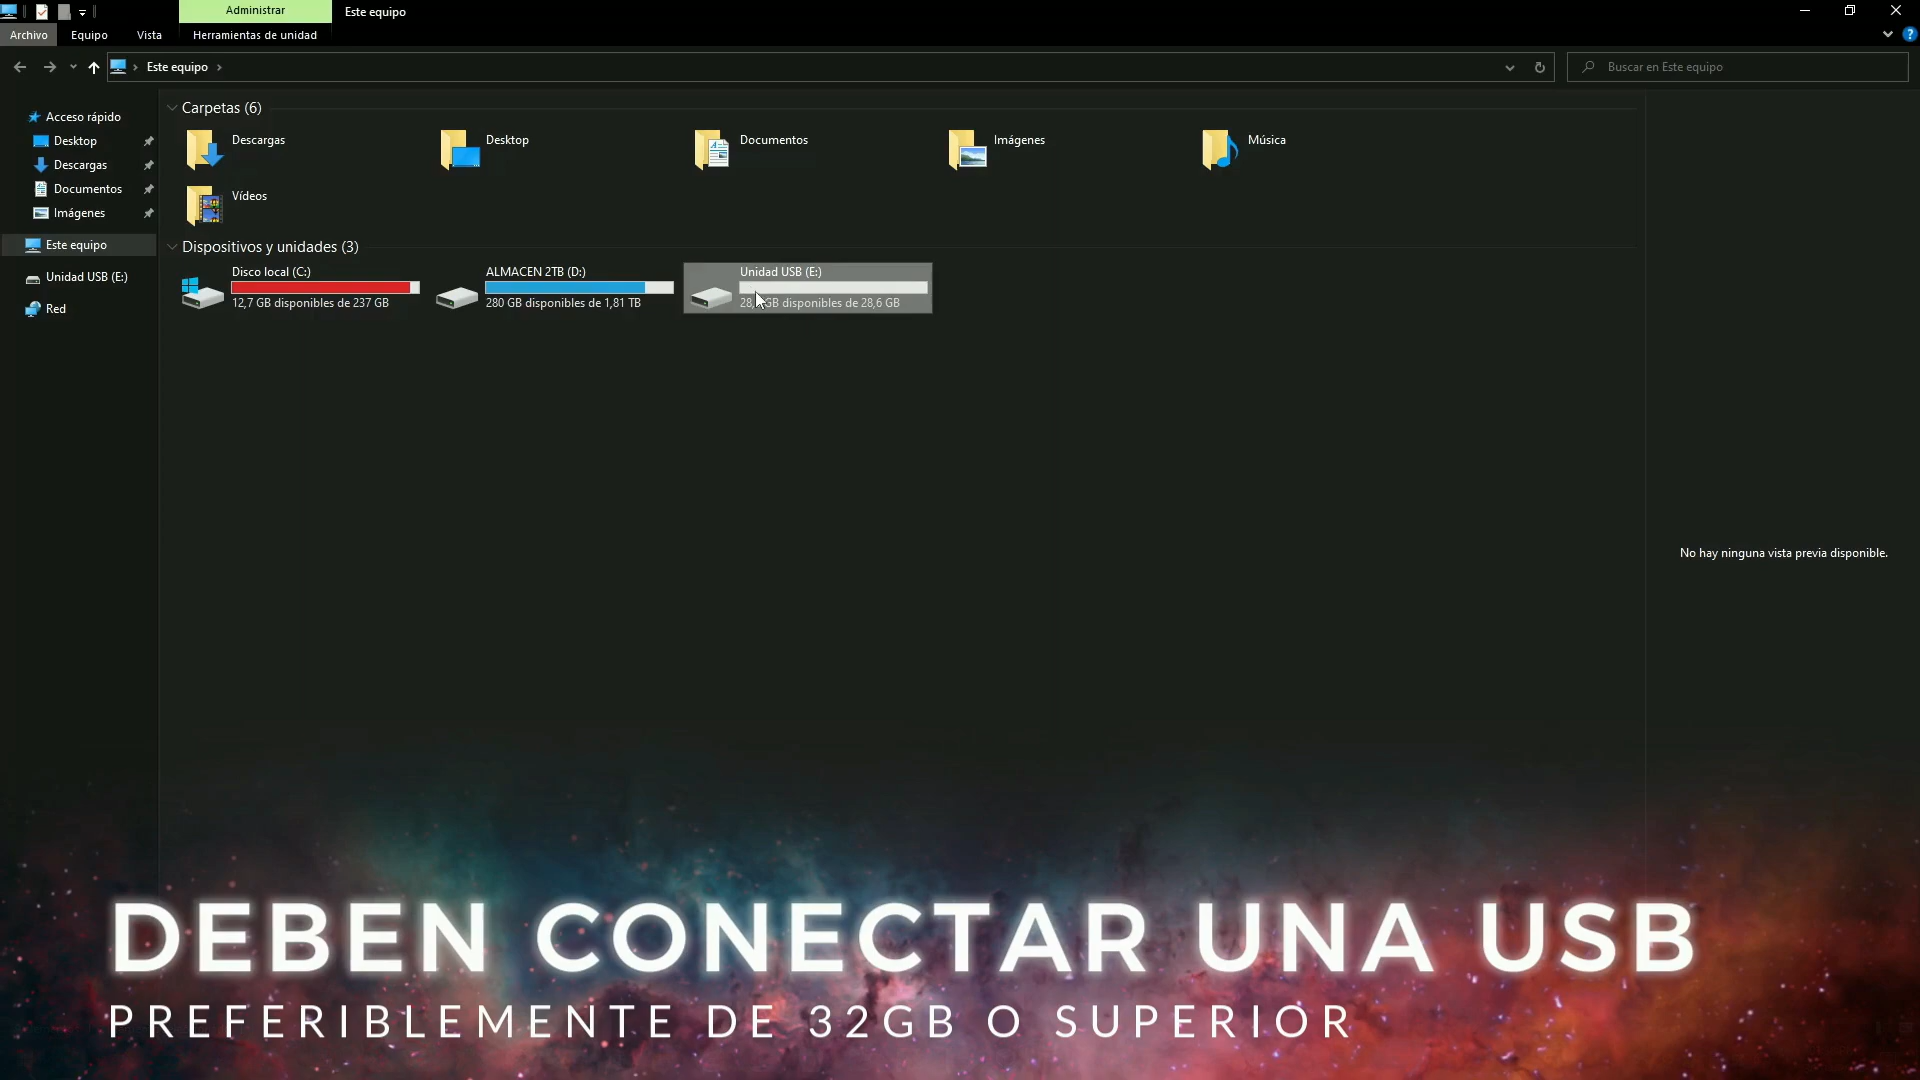 Administrar
Este equipo
Archivo
Equipo
Vista
Herramientas de unidad
Este equipo
Buscar en Este equipo
Acceso rápido
Desktop
Descargas
Documentos
Imágenes
Este equipo
Unidad USB (E:)
Red
Carpetas (6)
Descargas
Desktop
Documentos
Imágenes
Música
Vídeos
Dispositivos y unidades (3)
Disco local (C:)
12,7 GB disponibles de 237 GB
ALMACEN 2TB (D:)
280 GB disponibles de 1,81 TB
Unidad USB (E:)
GB disponibles de 28,6 GB
No hay ninguna vista previa disponible.
DEBEN CONECTAR UNA USB
PREFERIBLEMENTE DE 32GB O SUPERIOR